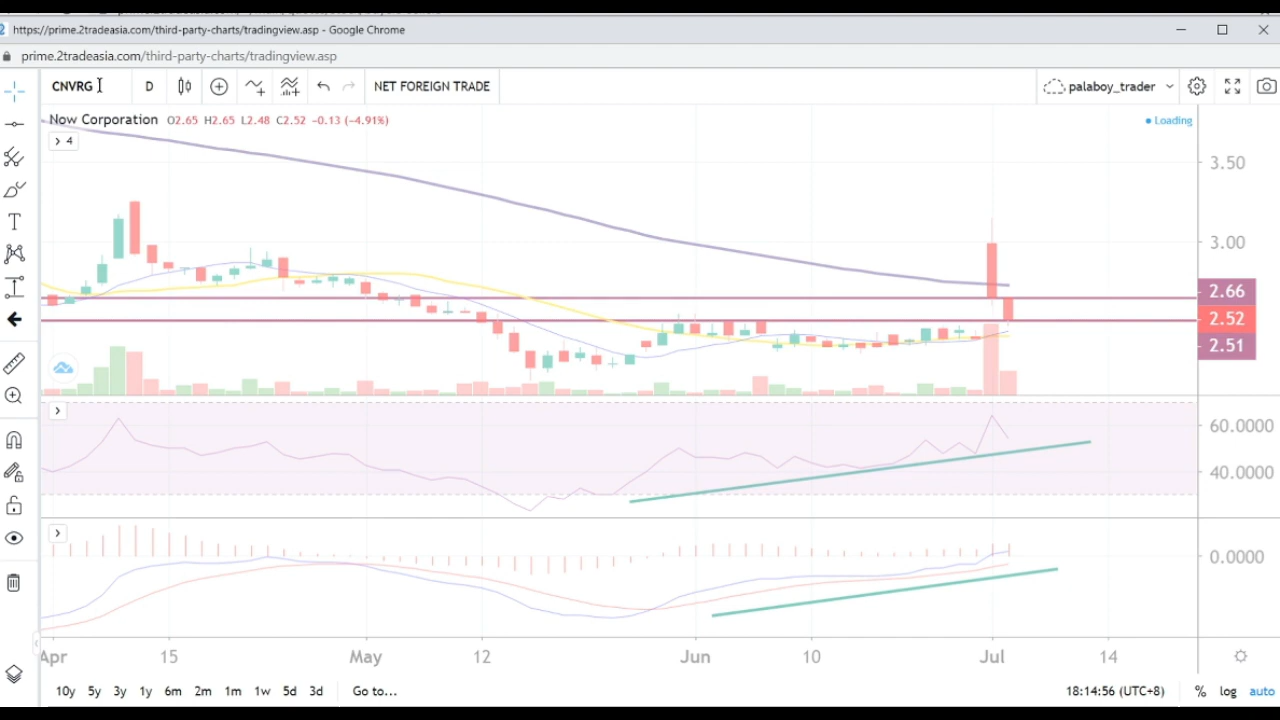 https://prime.2tradeasia.com/third-party-charts/tradingview.asp - Google Chrome
prime.2tradeasia.com/third-party-charts/tradingview.asp
CNVRG D NET FOREIGN TRADE palaboy_trader
Now Corporation O2.65 H2.65 L2.48 C2.52 -0.13 (-4.91%) Loading
4
3.50
3.00
2.66
2.52
2.51
60.0000
40.0000
0.0000
Apr 15 May 12 Jun 10 Jul 14
10y 5y 3y 1y 6m 2m 1m 1w 5d 3d Go to... 18:14:56 (UTC+8) % log auto